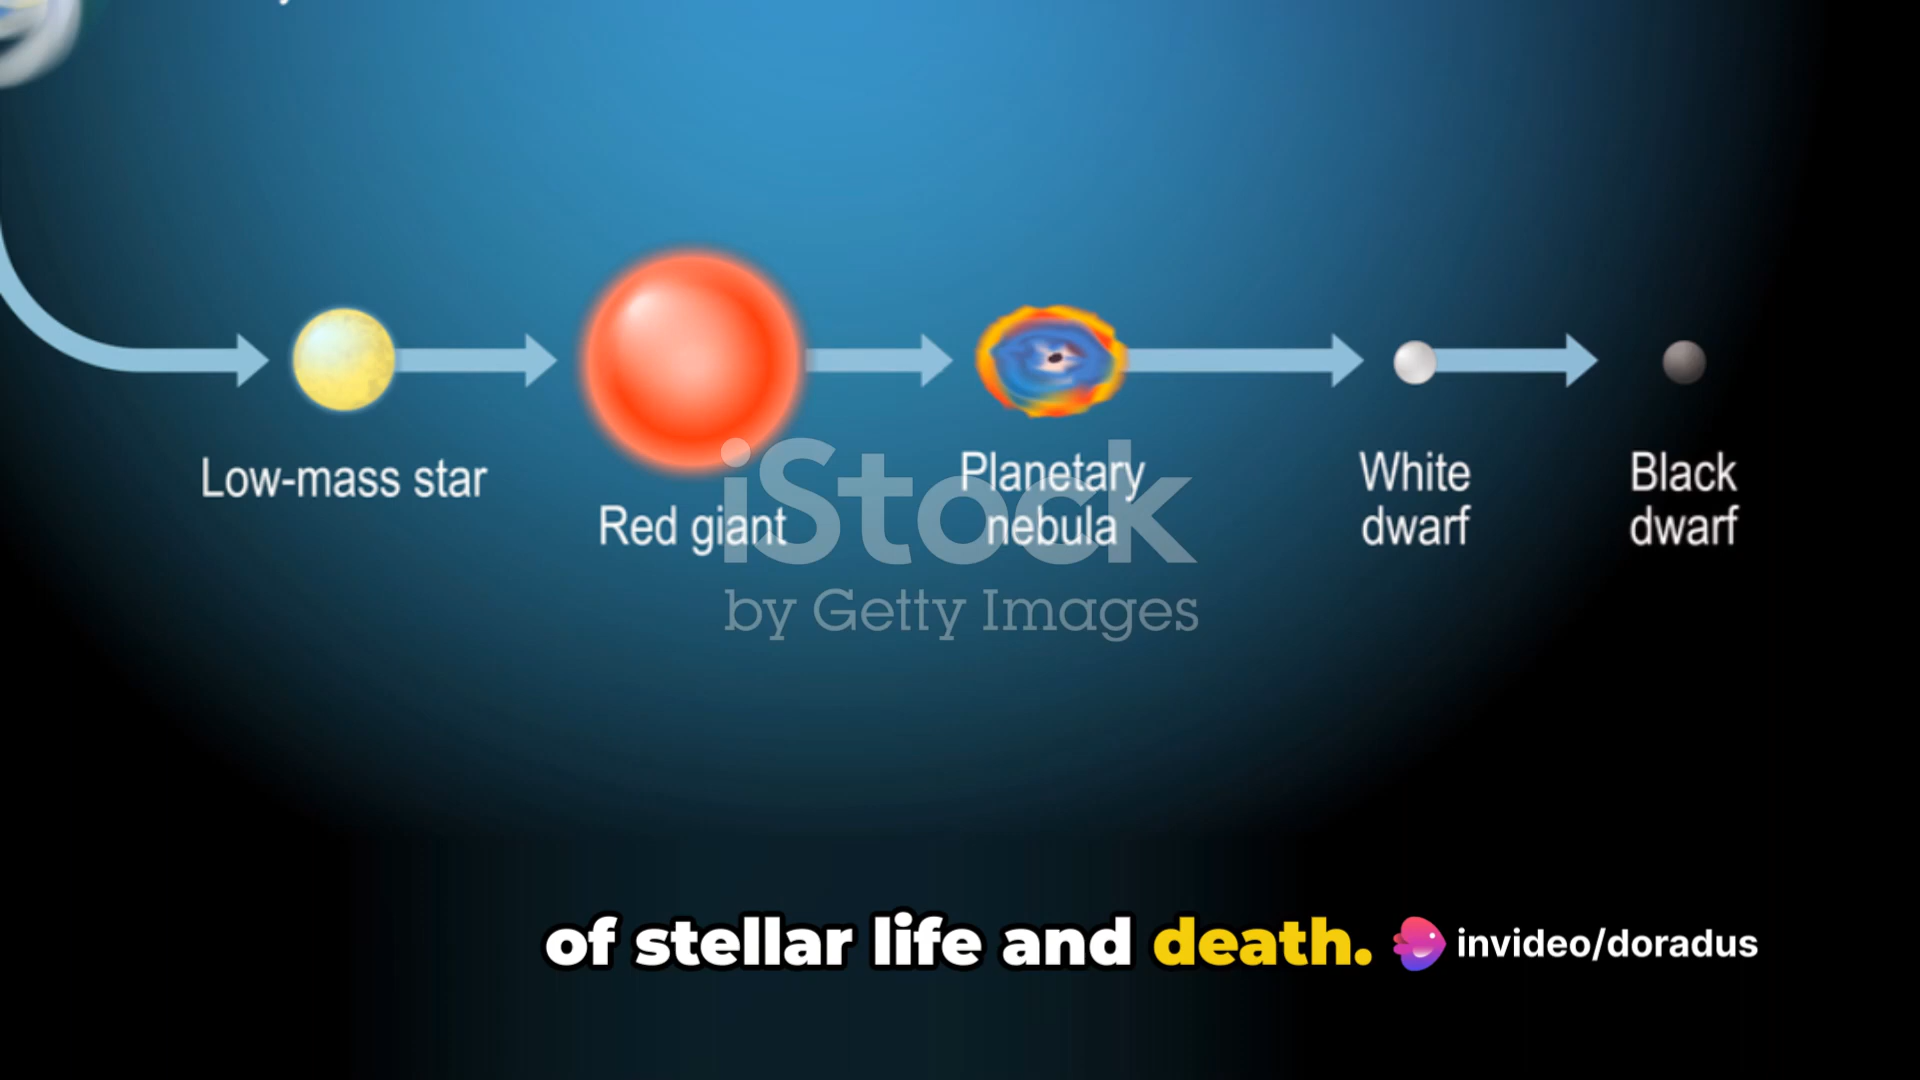 Low-mass star
Red giant
Planetary
nebula
White
dwarf
Black
dwarf
iStock
by Getty Images
of stellar life and death.
invideo/doradus